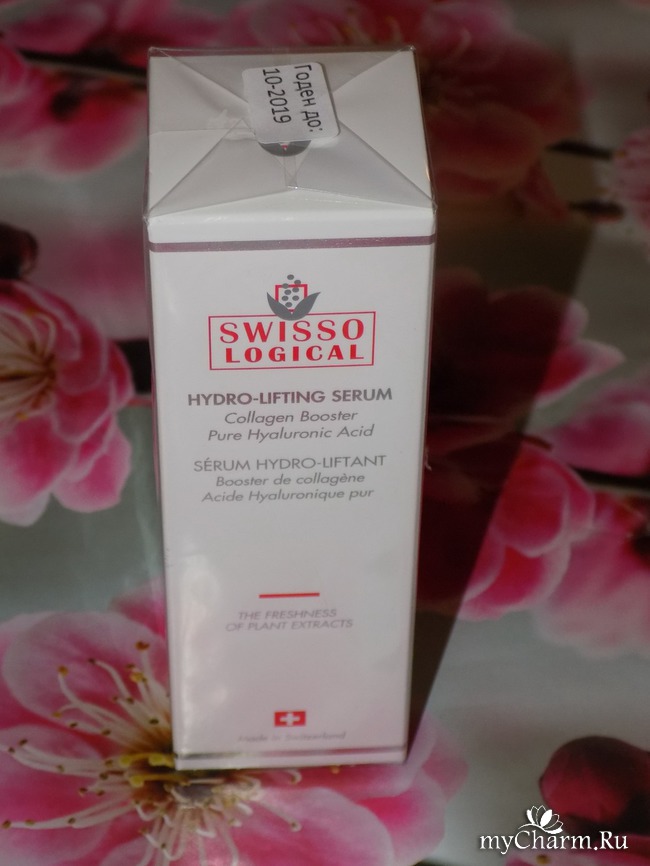 Годен до:
10-2019
SWISSO
LOGICAL
HYDRO-LIFTING SERUM
Collagen Booster
Pure Hyaluronic Acid
SÉRUM HYDRO-LIFTANT
Booster de collagène
Acide Hyaluronique pur
THE FRESHNESS
OF PLANT EXTRACTS
Made in Switzerland
myCharm.Ru